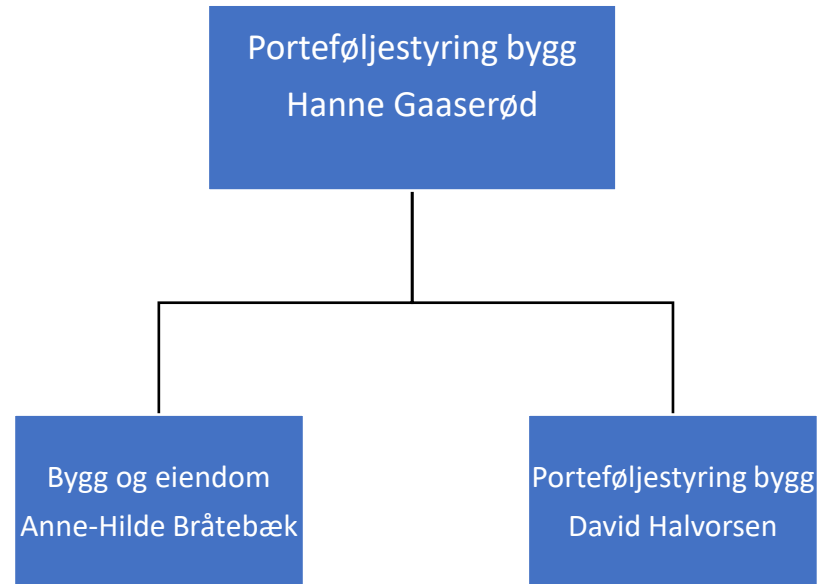 Porteføljestyring bygg
Hanne Gaaserød
Bygg og eiendom
Anne-Hilde Bråtebæk
Porteføljestyring bygg
David Halvorsen